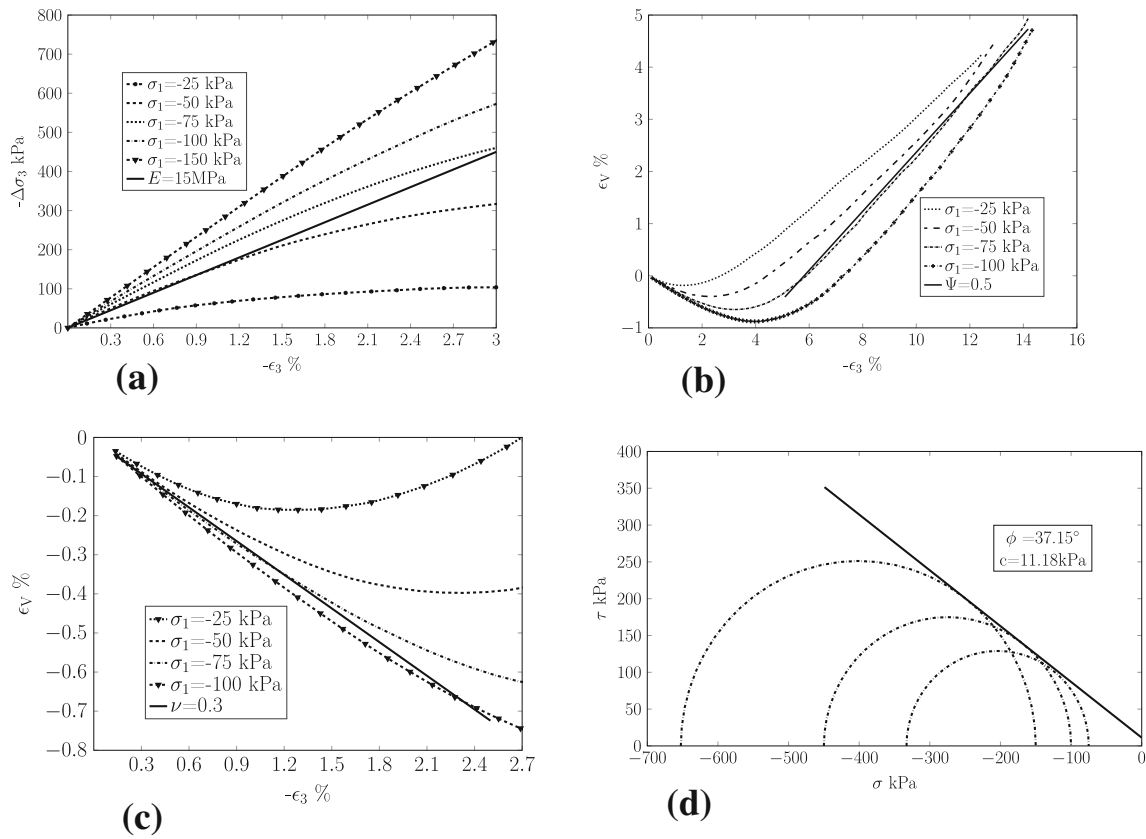 800
700
600
500
400
300
200
100
0
-Δσ₃ kPa
σ₁=-25 kPa
σ₁=-50 kPa
σ₁=-75 kPa
σ₁=-100 kPa
σ₁=-150 kPa
E=15MPa
0.3 0.6 0.9 1.2 1.5 1.8 2.1 2.4 2.7 3
-ϵ₃ %
(a)
5
4
3
2
1
0
−1
ϵV %
σ₁=-25 kPa
σ₁=-50 kPa
σ₁=-75 kPa
σ₁=-100 kPa
Ψ=0.5
0 2 4 6 8 10 12 14 16
-ϵ₃ %
(b)
0
−0.1
−0.2
−0.3
−0.4
−0.5
−0.6
−0.7
−0.8
ϵV %
σ₁=-25 kPa
σ₁=-50 kPa
σ₁=-75 kPa
σ₁=-100 kPa
ν=0.3
0.3 0.6 0.9 1.2 1.5 1.8 2.1 2.4 2.7
-ϵ₃ %
(c)
400
350
300
250
200
150
100
50
0
τ kPa
ϕ =37.15°
c=11.18kPa
−700 −600 −500 −400 −300 −200 −100 0
σ kPa
(d)